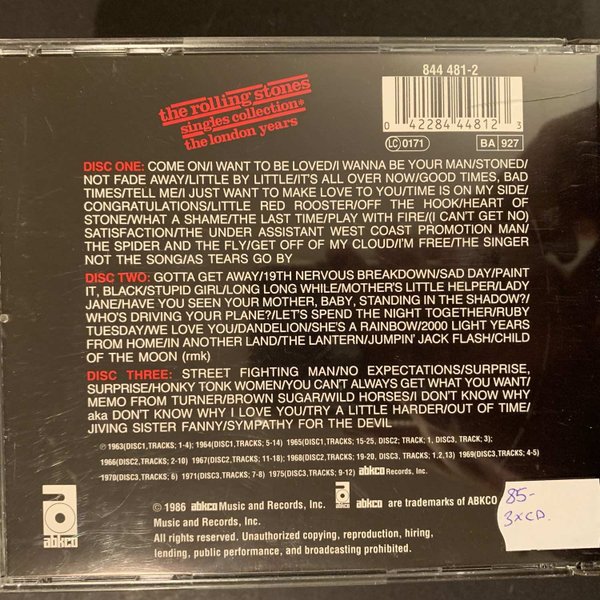 the rolling stones
singles collection*
the london years
844 481-2
0 42284 44812 3
LC 0171
BA 927
DISC ONE: COME ON/I WANT TO BE LOVED/I WANNA BE YOUR MAN/STONED/
NOT FADE AWAY/LITTLE BY LITTLE/IT'S ALL OVER NOW/GOOD TIMES, BAD
TIMES/TELL ME/I JUST WANT TO MAKE LOVE TO YOU/TIME IS ON MY SIDE/
CONGRATULATIONS/LITTLE RED ROOSTER/OFF THE HOOK/HEART OF
STONE/WHAT A SHAME/THE LAST TIME/PLAY WITH FIRE/(I CAN'T GET NO)
SATISFACTION/THE UNDER ASSISTANT WEST COAST PROMOTION MAN/
THE SPIDER AND THE FLY/GET OFF OF MY CLOUD/I'M FREE/THE SINGER
NOT THE SONG/AS TEARS GO BY
DISC TWO: GOTTA GET AWAY/19TH NERVOUS BREAKDOWN/SAD DAY/PAINT
IT, BLACK/STUPID GIRL/LONG LONG WHILE/MOTHER'S LITTLE HELPER/LADY
JANE/HAVE YOU SEEN YOUR MOTHER, BABY, STANDING IN THE SHADOW?/
WHO'S DRIVING YOUR PLANE?/LET'S SPEND THE NIGHT TOGETHER/RUBY
TUESDAY/WE LOVE YOU/DANDELION/SHE'S A RAINBOW/2000 LIGHT YEARS
FROM HOME/IN ANOTHER LAND/THE LANTERN/JUMPIN' JACK FLASH/CHILD
OF THE MOON (rmk)
DISC THREE: STREET FIGHTING MAN/NO EXPECTATIONS/SURPRISE,
SURPRISE/HONKY TONK WOMEN/YOU CAN'T ALWAYS GET WHAT YOU WANT/
MEMO FROM TURNER/BROWN SUGAR/WILD HORSES/I DON'T KNOW WHY
aka DON'T KNOW WHY I LOVE YOU/TRY A LITTLE HARDER/OUT OF TIME/
JIVING SISTER FANNY/SYMPATHY FOR THE DEVIL
℗ 1963(DISC1,TRACKS; 1-4) 1964(DISC1,TRACKS; 5-14) 1965(DISC1,TRACKS; 15-25, DISC2; TRACK: 1, DISC3, TRACK; 3);
1966(DISC2,TRACKS; 2-10) 1967(DISC2,TRACKS; 11-18) 1968(DISC2,TRACKS; 19-20, DISC3, TRACKS; 1,2,13) 1969(DISC3,TRACKS; 4-5)
1970(DISC3,TRACKS; 6) 1971(DISC3,TRACKS; 7-8) 1975(DISC3,TRACKS; 9-12) abkco Records, Inc.
abkco
© 1986 abkco Music and Records, Inc. abkco are trademarks of ABKCO
Music and Records, Inc.
All rights reserved. Unauthorized copying, reproduction, hiring,
lending, public performance, and broadcasting prohibited.
85-
3xCD.